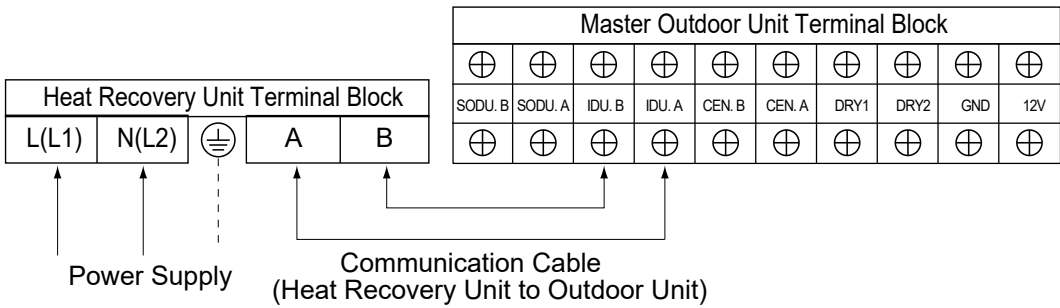 Master Outdoor Unit Terminal Block
SODU. B SODU. A IDU. B IDU. A CEN. B CEN. A DRY1 DRY2 GND 12V
Heat Recovery Unit Terminal Block
L(L1) N(L2) A B
Power Supply
Communication Cable
(Heat Recovery Unit to Outdoor Unit)